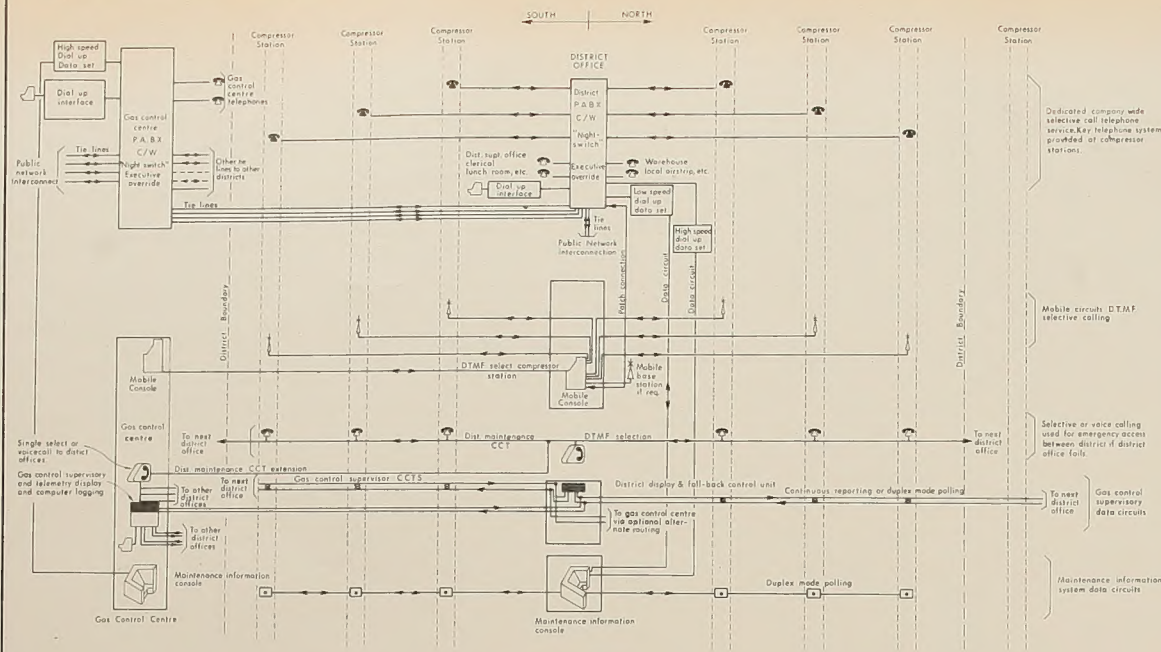 SOUTH
NORTH
Compressor
Station
Compressor
Station
Compressor
Station
DISTRICT
OFFICE
Compressor
Station
Compressor
Station
Compressor
Station
Compressor
Station
High speed
Dial up
Data set
Dial up
interface
Gas control
centre
P.A.B.X
C/W
"Night switch"
Executive
override
Gas
control
centre
telephones
Tie lines
Public
network
Interconnect
Other tie
lines to other
districts
Tie lines
District
P A B X
C/W
"Night-
switch"
Executive
override
Dist. supt. office
clerical
lunch room, etc.
Dial up
interface
Warehouse
local airstrip, etc.
Low speed
dial up
data set
High speed
dial up
data set
Tie
lines
Public Network
Interconnection
Patch connection
Data circuit
Data circuit
Dedicated company wide
selective call telephone
service. Key telephone system
provided at compressor
stations.
District Boundary
District Boundary
Mobile circuits D.T.M.F
selective calling
Mobile
Console
DTMF select compressor
station
Mobile
Console
Mobile
base
station
if req.
Gas control
centre
Single select or
voicecall to district
offices
To next
district
office
Dist. maintenance
CCT
DTMF selection
To next
district
office
Selective or voice calling
used for emergency access
between district if district
office fails.
Dist. maintenance CCT extension
Gas control supervisory
and telemetry display
and computer logging
To other
district
offices
To next
district
office
Gas control supervisor CCTS
District display & fall-back control unit
Continuous reporting or duplex mode polling
To next
district
office
Gas control
supervisory
data circuits
To other
district
offices
To gas control centre
via optional alter-
nate routing
Maintenance information
console
Duplex mode polling
Maintenance information
system data circuits
Gas Control Centre
Maintenance information
console